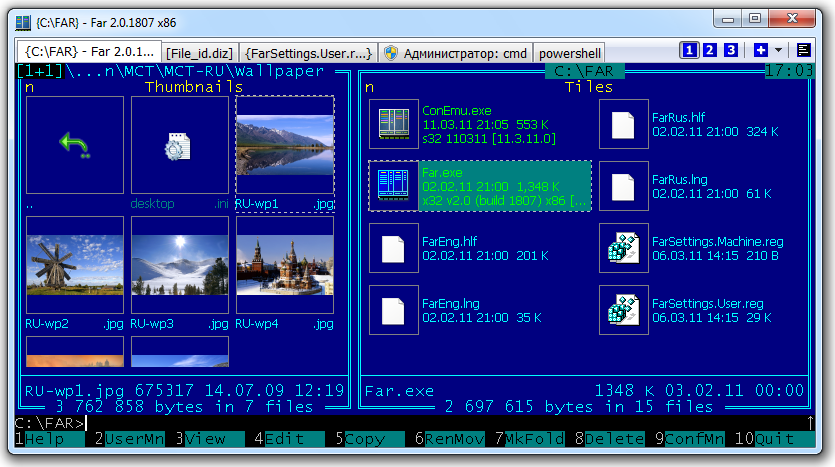 {C:\FAR} - Far 2.0.1807 x86
{C:\FAR} - Far 2.0.1... [File_id.diz] {FarSettings.User.r...} Администратор: cmd powershell 1 2 3
[1+1]\...n\MCT\MCT-RU\Wallpaper
n Thumbnails
..
desktop .ini
RU-wp1 .jpg
RU-wp2 .jpg
RU-wp3 .jpg
RU-wp4 .jpg
RU-wp1.jpg 675317 14.07.09 12:19
3 762 858 bytes in 7 files
C:\FAR 17:03
n Tiles
ConEmu.exe
11.03.11 21:05 553 K
s32 110311 [11.3.11.0]
Far.exe
02.02.11 21:00 1,348 K
x32 v2.0 (build 1807) x86 [...
FarEng.hlf
02.02.11 21:00 201 K
FarEng.lng
02.02.11 21:00 35 K
FarRus.hlf
02.02.11 21:00 324 K
FarRus.lng
02.02.11 21:00 61 K
FarSettings.Machine.reg
06.03.11 14:15 210 B
FarSettings.User.reg
06.03.11 14:15 29 K
Far.exe 1348 K 03.02.11 00:00
2 697 615 bytes in 15 files
C:\FAR>
1Help 2UserMn 3View 4Edit 5Copy 6RenMov 7MkFold 8Delete 9ConfMn 10Quit